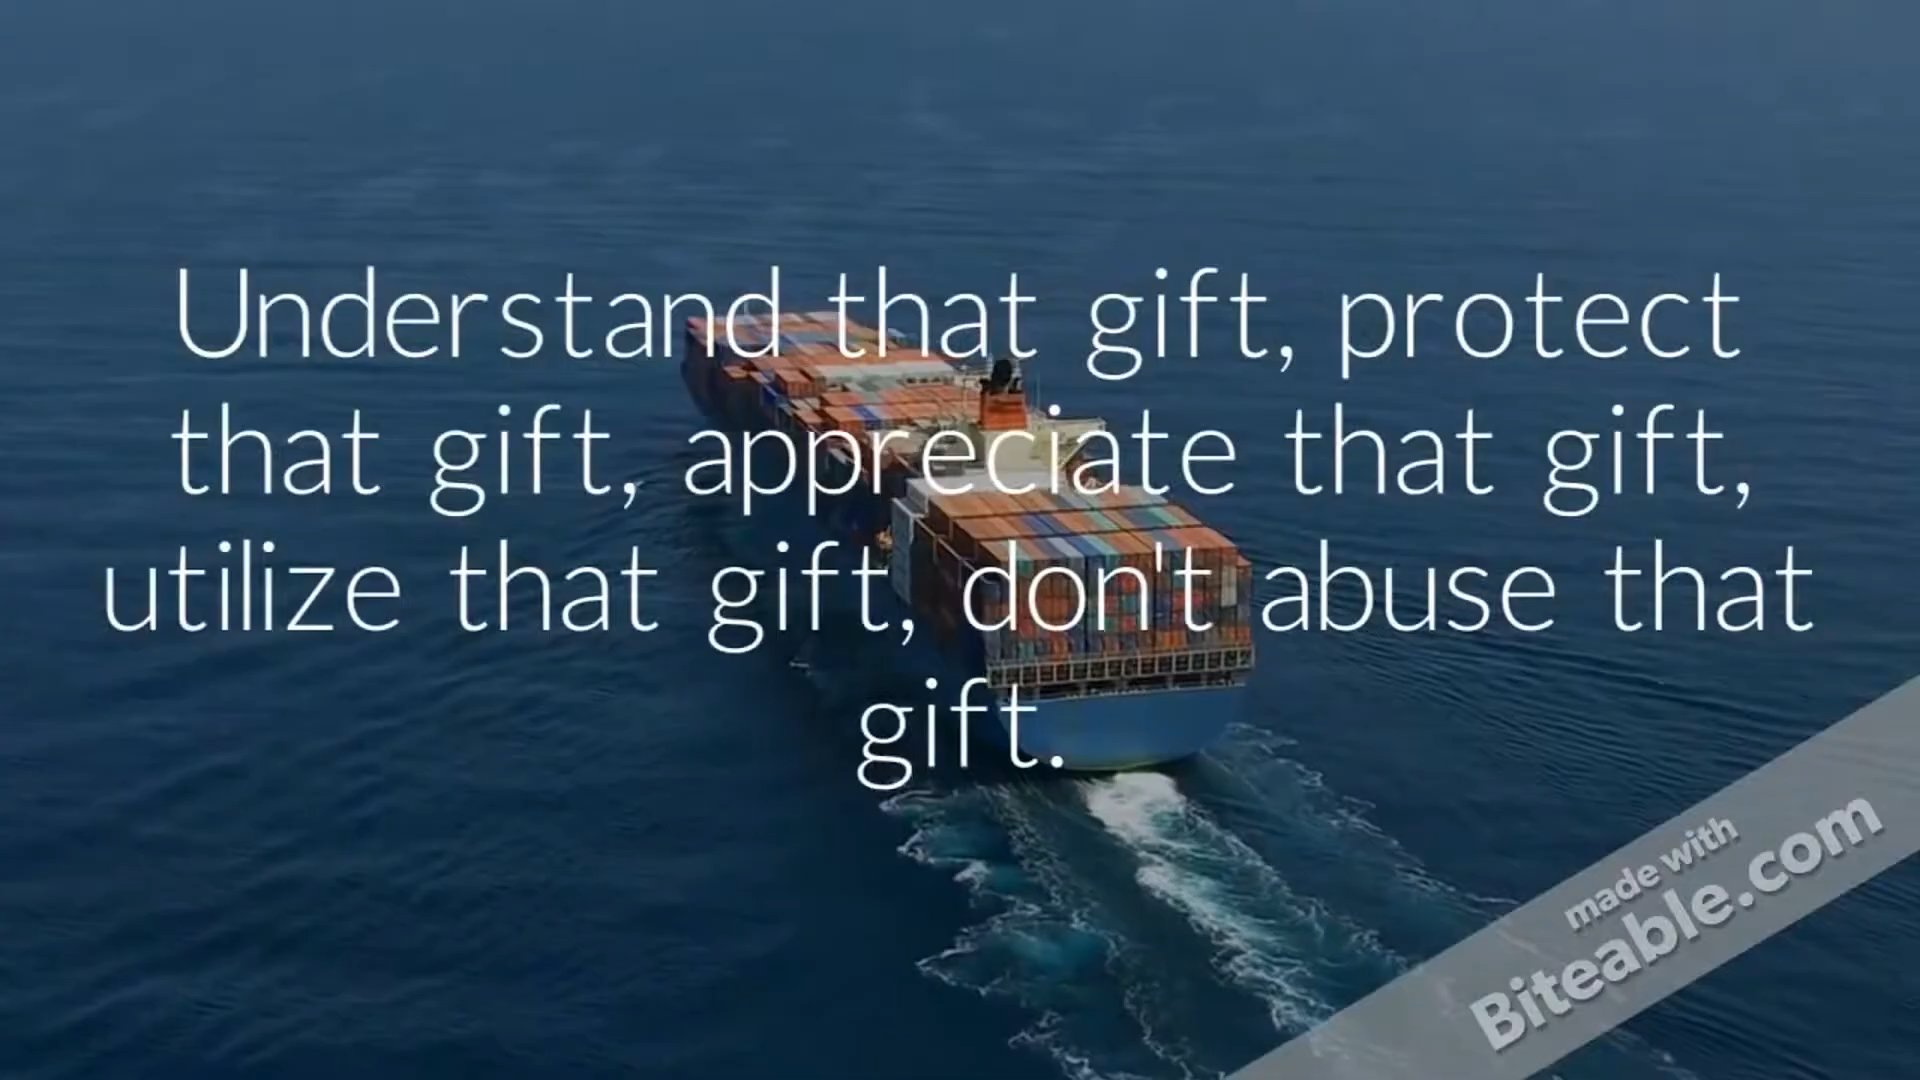 Understand that gift, protect
that gift, appreciate that gift,
utilize that gift, don't abuse that
gift.
made with
Biteable.com